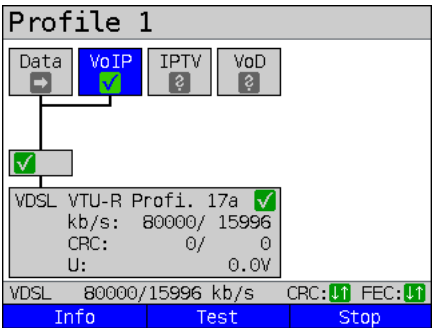 Profile 1
Data VoIP IPTV VoD
VDSL VTU-R Profi. 17a
kb/s: 80000/ 15996
CRC: 0/ 0
U: 0.0V
VDSL 80000/15996 kb/s CRC: FEC:
Info Test Stop